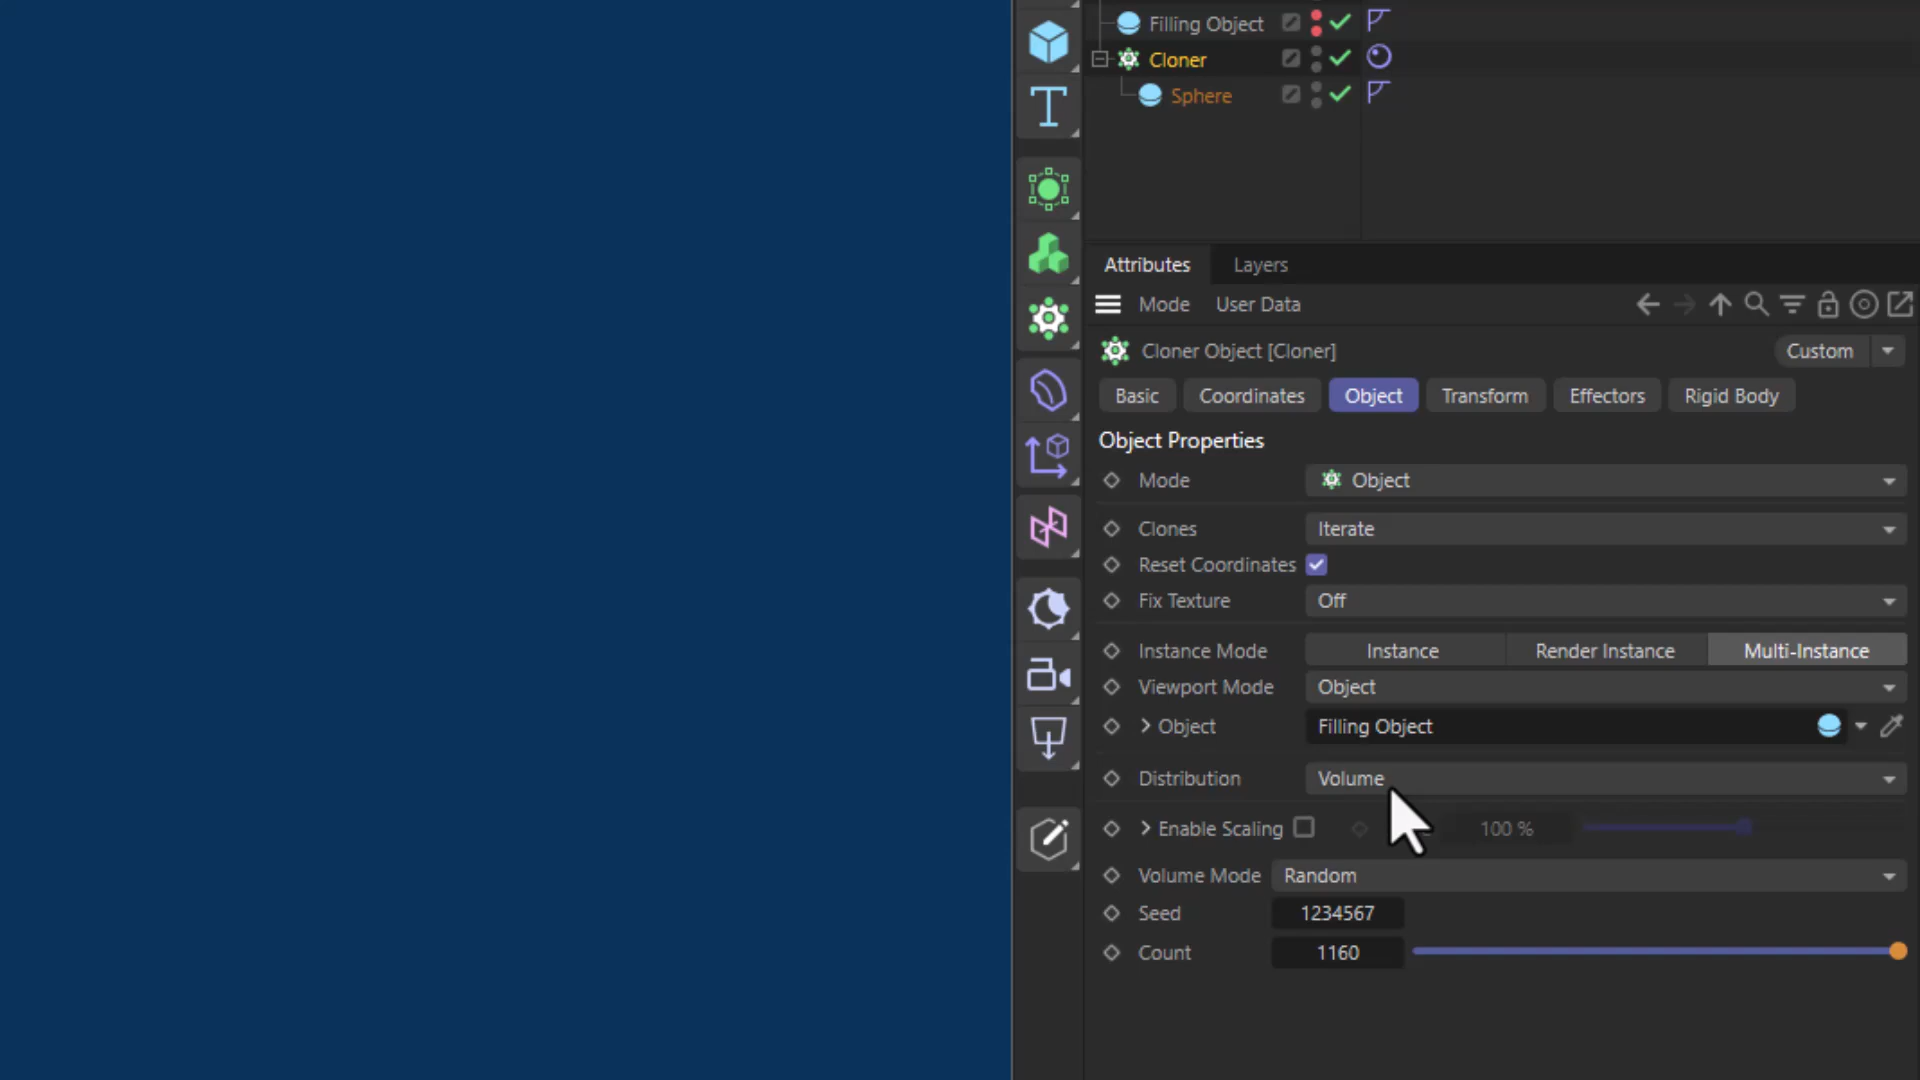 Filling Object
Cloner
Sphere
Attributes Layers
Mode User Data
Cloner Object [Cloner] Custom
Basic Coordinates Object Transform Effectors Rigid Body
Object Properties
Mode Object
Clones Iterate
Reset Coordinates
Fix Texture Off
Instance Mode Instance Render Instance Multi-Instance
Viewport Mode Object
Object Filling Object
Distribution Volume
Enable Scaling 100 %
Volume Mode Random
Seed 1234567
Count 1160